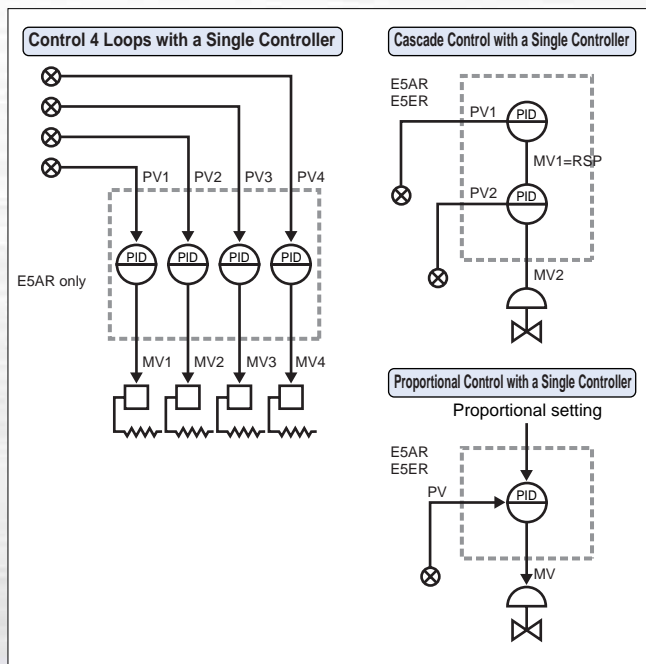 Control 4 Loops with a Single Controller
PV1 PV2 PV3 PV4
PID PID PID PID
E5AR only
MV1 MV2 MV3 MV4
Cascade Control with a Single Controller
E5AR
E5ER
PV1
PID
MV1=RSP
PV2
PID
MV2
Proportional Control with a Single Controller
Proportional setting
E5AR
E5ER
PV
PID
MV